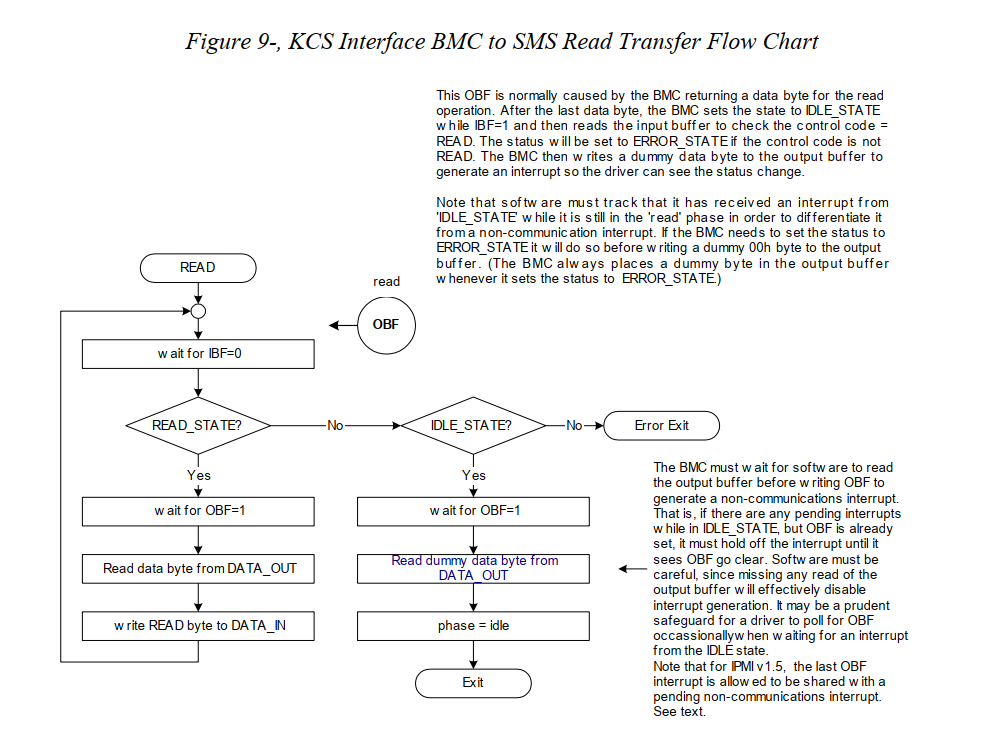 Figure 9-, KCS Interface BMC to SMS Read Transfer Flow Chart
This OBF is normally caused by the BMC returning a data byte for the read
operation. After the last data byte, the BMC sets the state to IDLE_STATE
while IBF=1 and then reads the input buffer to check the control code =
READ. The status will be set to ERROR_STATE if the control code is not
READ. The BMC then writes a dummy data byte to the output buffer to
generate an interrupt so the driver can see the status change.
Note that software must track that it has received an interrupt from
'IDLE_STATE' while it is still in the 'read' phase in order to differentiate it
from a non-communication interrupt. If the BMC needs to set the status to
ERROR_STATE it will do so before writing a dummy 00h byte to the output
buffer. (The BMC always places a dummy byte in the output buffer
whenever it sets the status to ERROR_STATE.)
READ
read
OBF
wait for IBF=0
READ_STATE?
No
IDLE_STATE?
No
Error Exit
Yes
Yes
wait for OBF=1
wait for OBF=1
Read data byte from DATA_OUT
Read dummy data byte from
DATA_OUT
write READ byte to DATA_IN
phase = idle
Exit
The BMC must wait for software to read
the output buffer before writing OBF to
generate a non-communications interrupt.
That is, if there are any pending interrupts
while in IDLE_STATE, but OBF is already
set, it must hold off the interrupt until it
sees OBF go clear. Software must be
careful, since missing any read of the
output buffer will effectively disable
interrupt generation. It may be a prudent
safeguard for a driver to poll for OBF
occassionallywhen waiting for an interrupt
from the IDLE state.
Note that for IPMI v1.5, the last OBF
interrupt is allowed to be shared with a
pending non-communications interrupt.
See text.